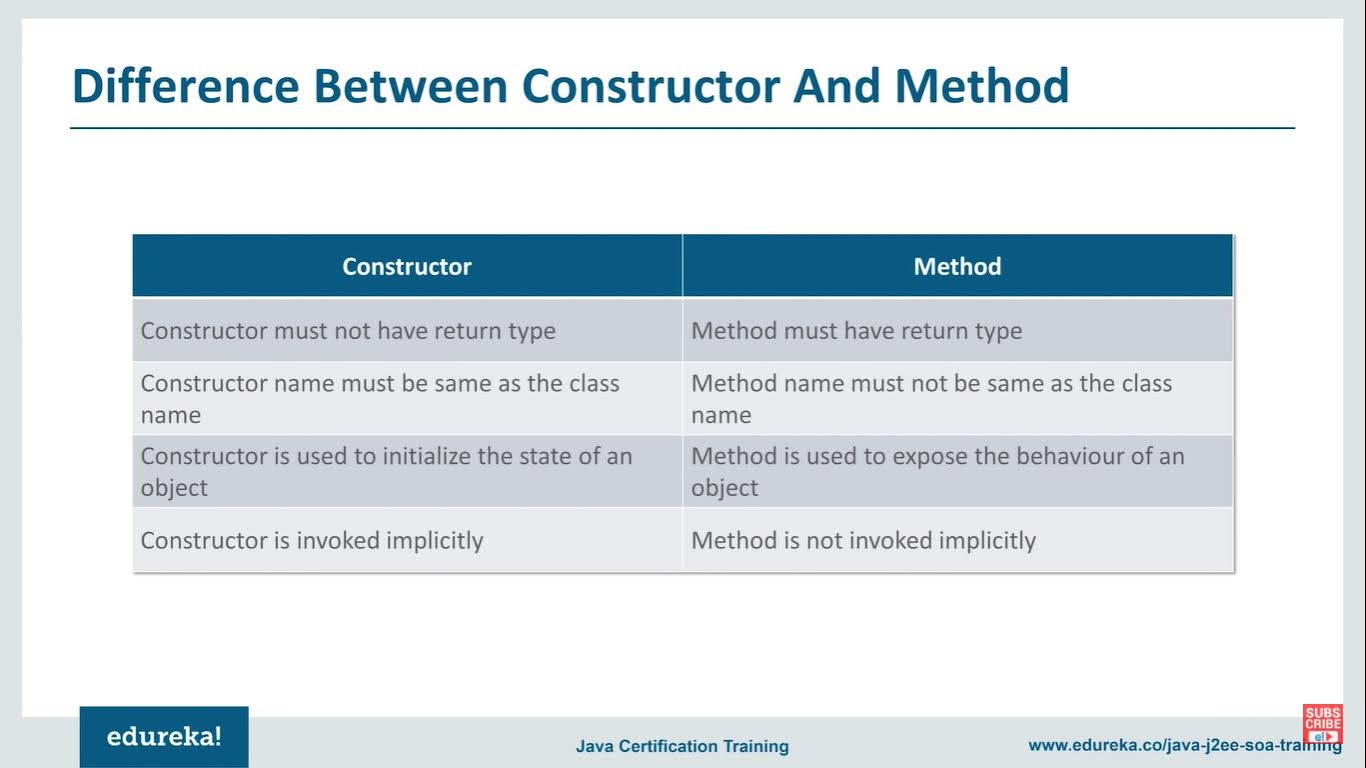 Difference Between Constructor And Method
Constructor
Method
Constructor must not have return type
Method must have return type
Constructor name must be same as the class
name
Method name must not be same as the class
name
Constructor is used to initialize the state of an
object
Method is used to expose the behaviour of an
object
Constructor is invoked implicitly
Method is not invoked implicitly
SUBS
CRIBE
e!
edureka!
Java Certification Training
www.edureka.co/java-j2ee-soa-training